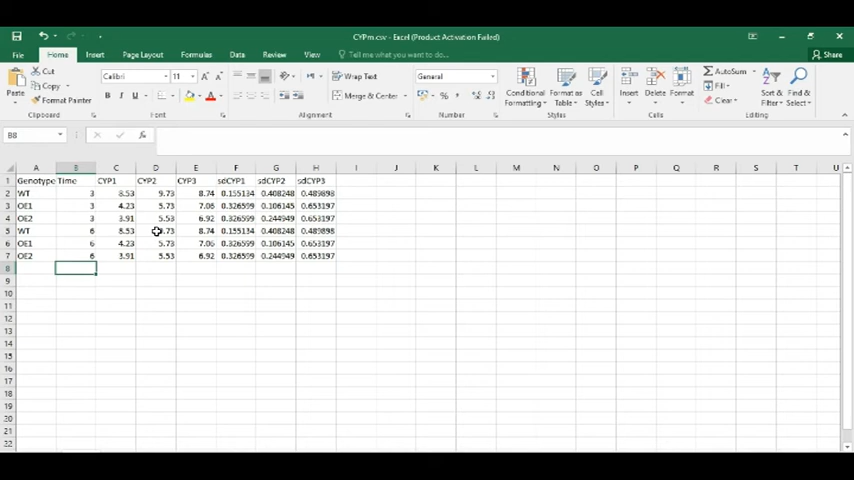 CYPm.csv - Excel (Product Activation Failed)
File Home Insert Page Layout Formulas Data Review View Tell me what you want to do... Share
Paste Cut Copy Format Painter Clipboard
Calibri 11 B I U Font
Wrap Text Merge & Center Alignment
General % Number
Conditional Formatting Format as Table Cell Styles Styles
Insert Delete Format Cells
AutoSum Fill Clear Sort & Filter Find & Select Editing
B8 fx
A B C D E F G H I J K L M N O P Q R S T U
1 Genotype Time CYP1 CYP2 CYP3 sdCYP1 sdCYP2 sdCYP3
2 WT 3 8.53 9.73 8.74 0.155134 0.408248 0.489898
3 OE1 3 4.23 5.73 7.06 0.326599 0.106145 0.653197
4 OE2 3 3.91 5.53 6.92 0.326599 0.244949 0.653197
5 WT 6 8.53 .73 8.74 0.155134 0.408248 0.489898
6 OE1 6 4.23 5.73 7.06 0.326599 0.106145 0.653197
7 OE2 6 3.91 5.53 6.92 0.326599 0.244949 0.653197
8
9
10
11
12
13
14
15
16
17
18
19
20
21
22